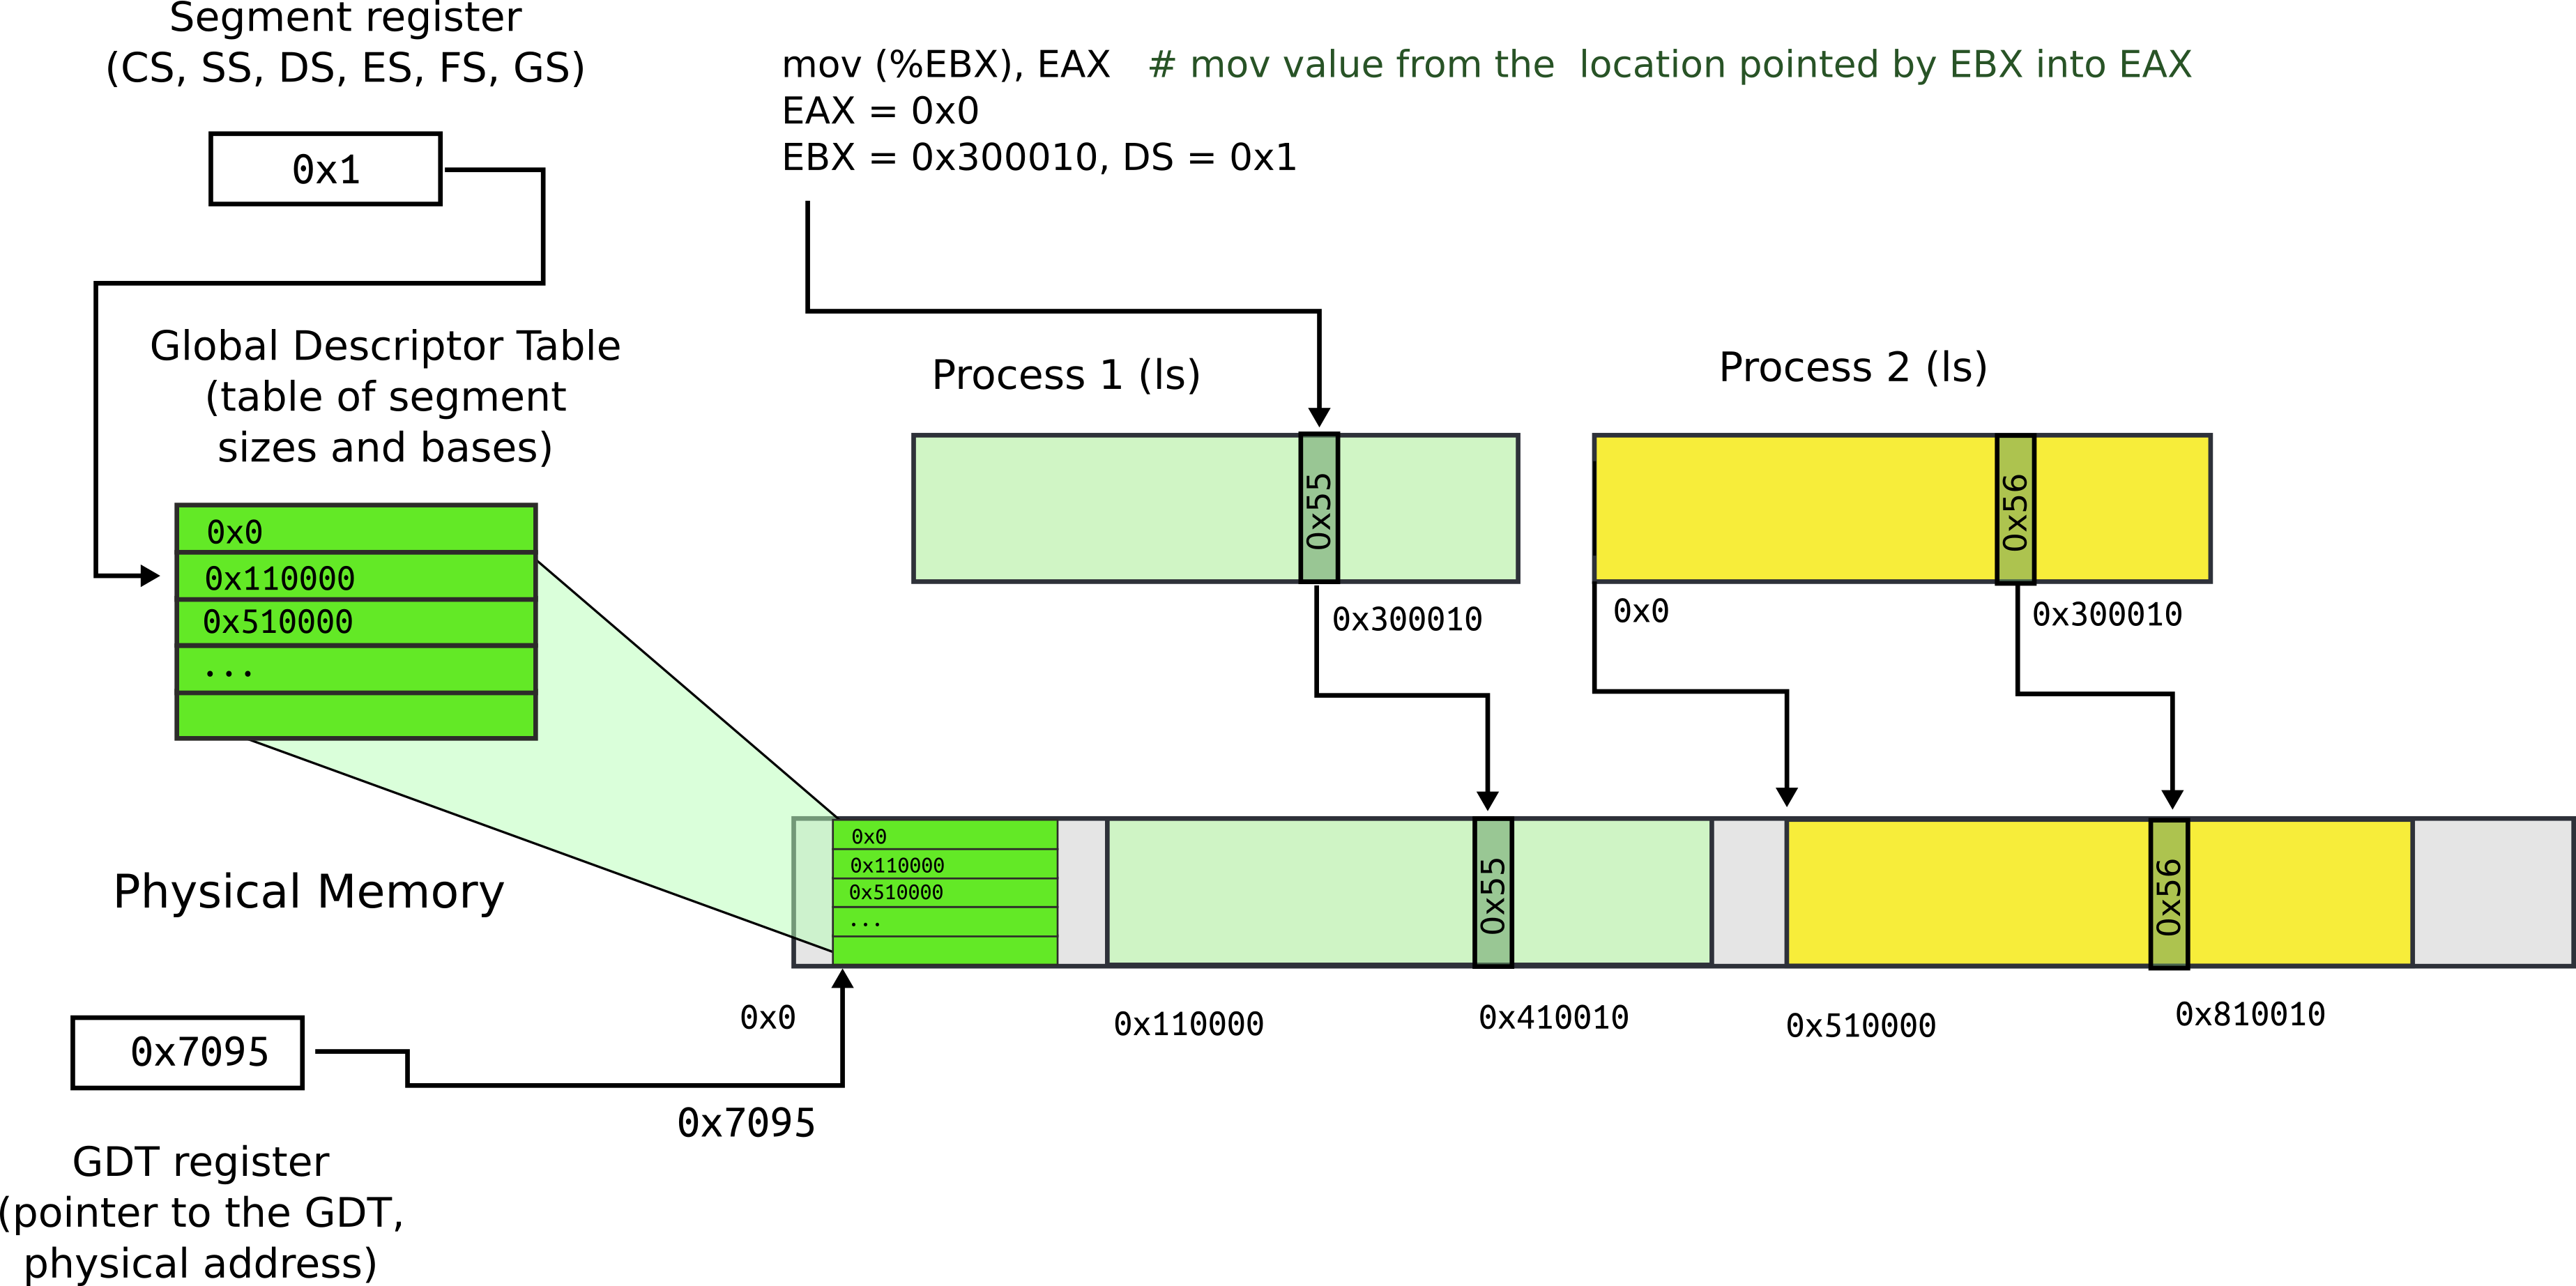 Segment register
(CS, SS, DS, ES, FS, GS)
0x1
mov (%EBX), EAX # mov value from the location pointed by EBX into EAX
EAX = 0x0
EBX = 0x300010, DS = 0x1
Global Descriptor Table
(table of segment
sizes and bases)
0x0
0x110000
0x510000
...
Process 1 (ls)
0x55
0x300010
Process 2 (ls)
0x56
0x0
0x300010
Physical Memory
0x0
0x110000
0x510000
...
0x55
0x56
0x0
0x110000
0x410010
0x510000
0x810010
0x7095
0x7095
GDT register
(pointer to the GDT,
physical address)